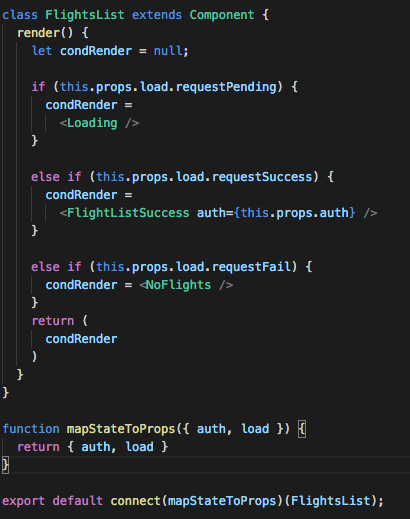 class FlightsList extends Component {
  render() {
    let condRender = null;

    if (this.props.load.requestPending) {
      condRender =
        <Loading />
    }

    else if (this.props.load.requestSuccess) {
      condRender =
        <FlightListSuccess auth={this.props.auth} />
    }

    else if (this.props.load.requestFail) {
      condRender = <NoFlights />
    }
    return (
      condRender
    )
  }
}

function mapStateToProps({ auth, load }) {
  return { auth, load }
}

export default connect(mapStateToProps)(FlightsList);